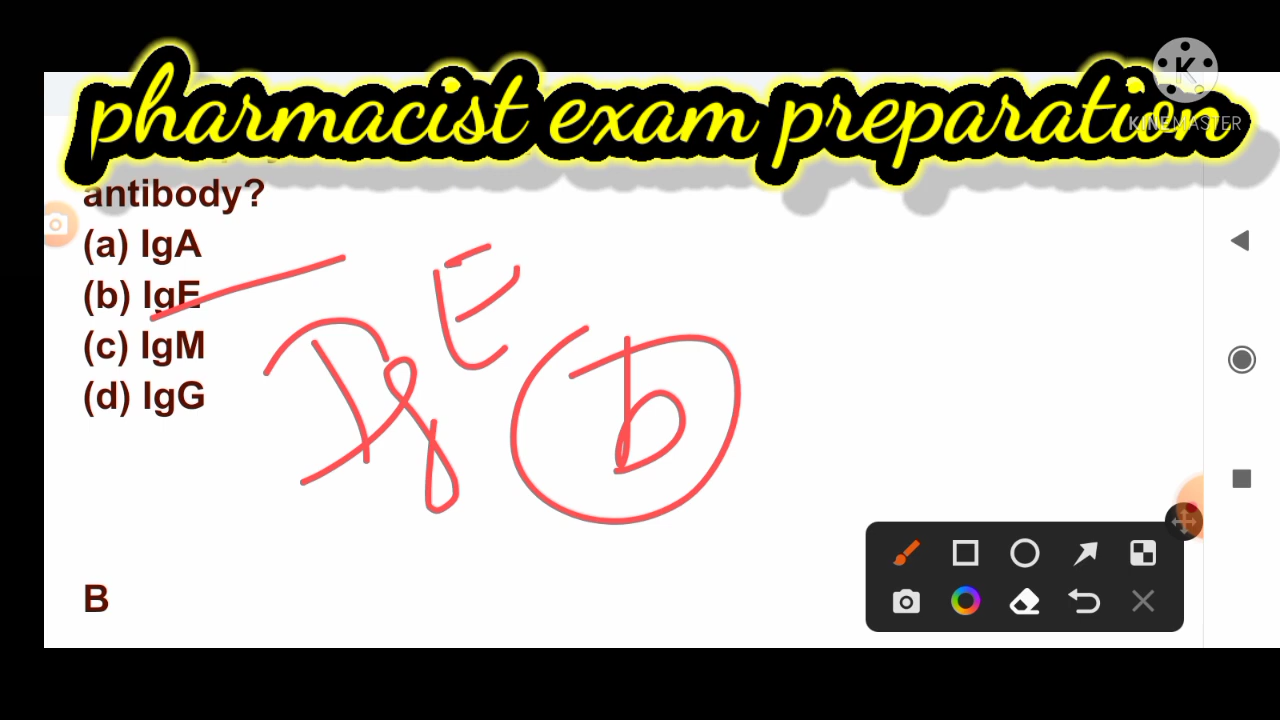 pharmacist exam preparation
KINEMASTER
antibody?
(a) IgA
(b) IgE
(c) IgM
(d) IgG
IgE
b
B